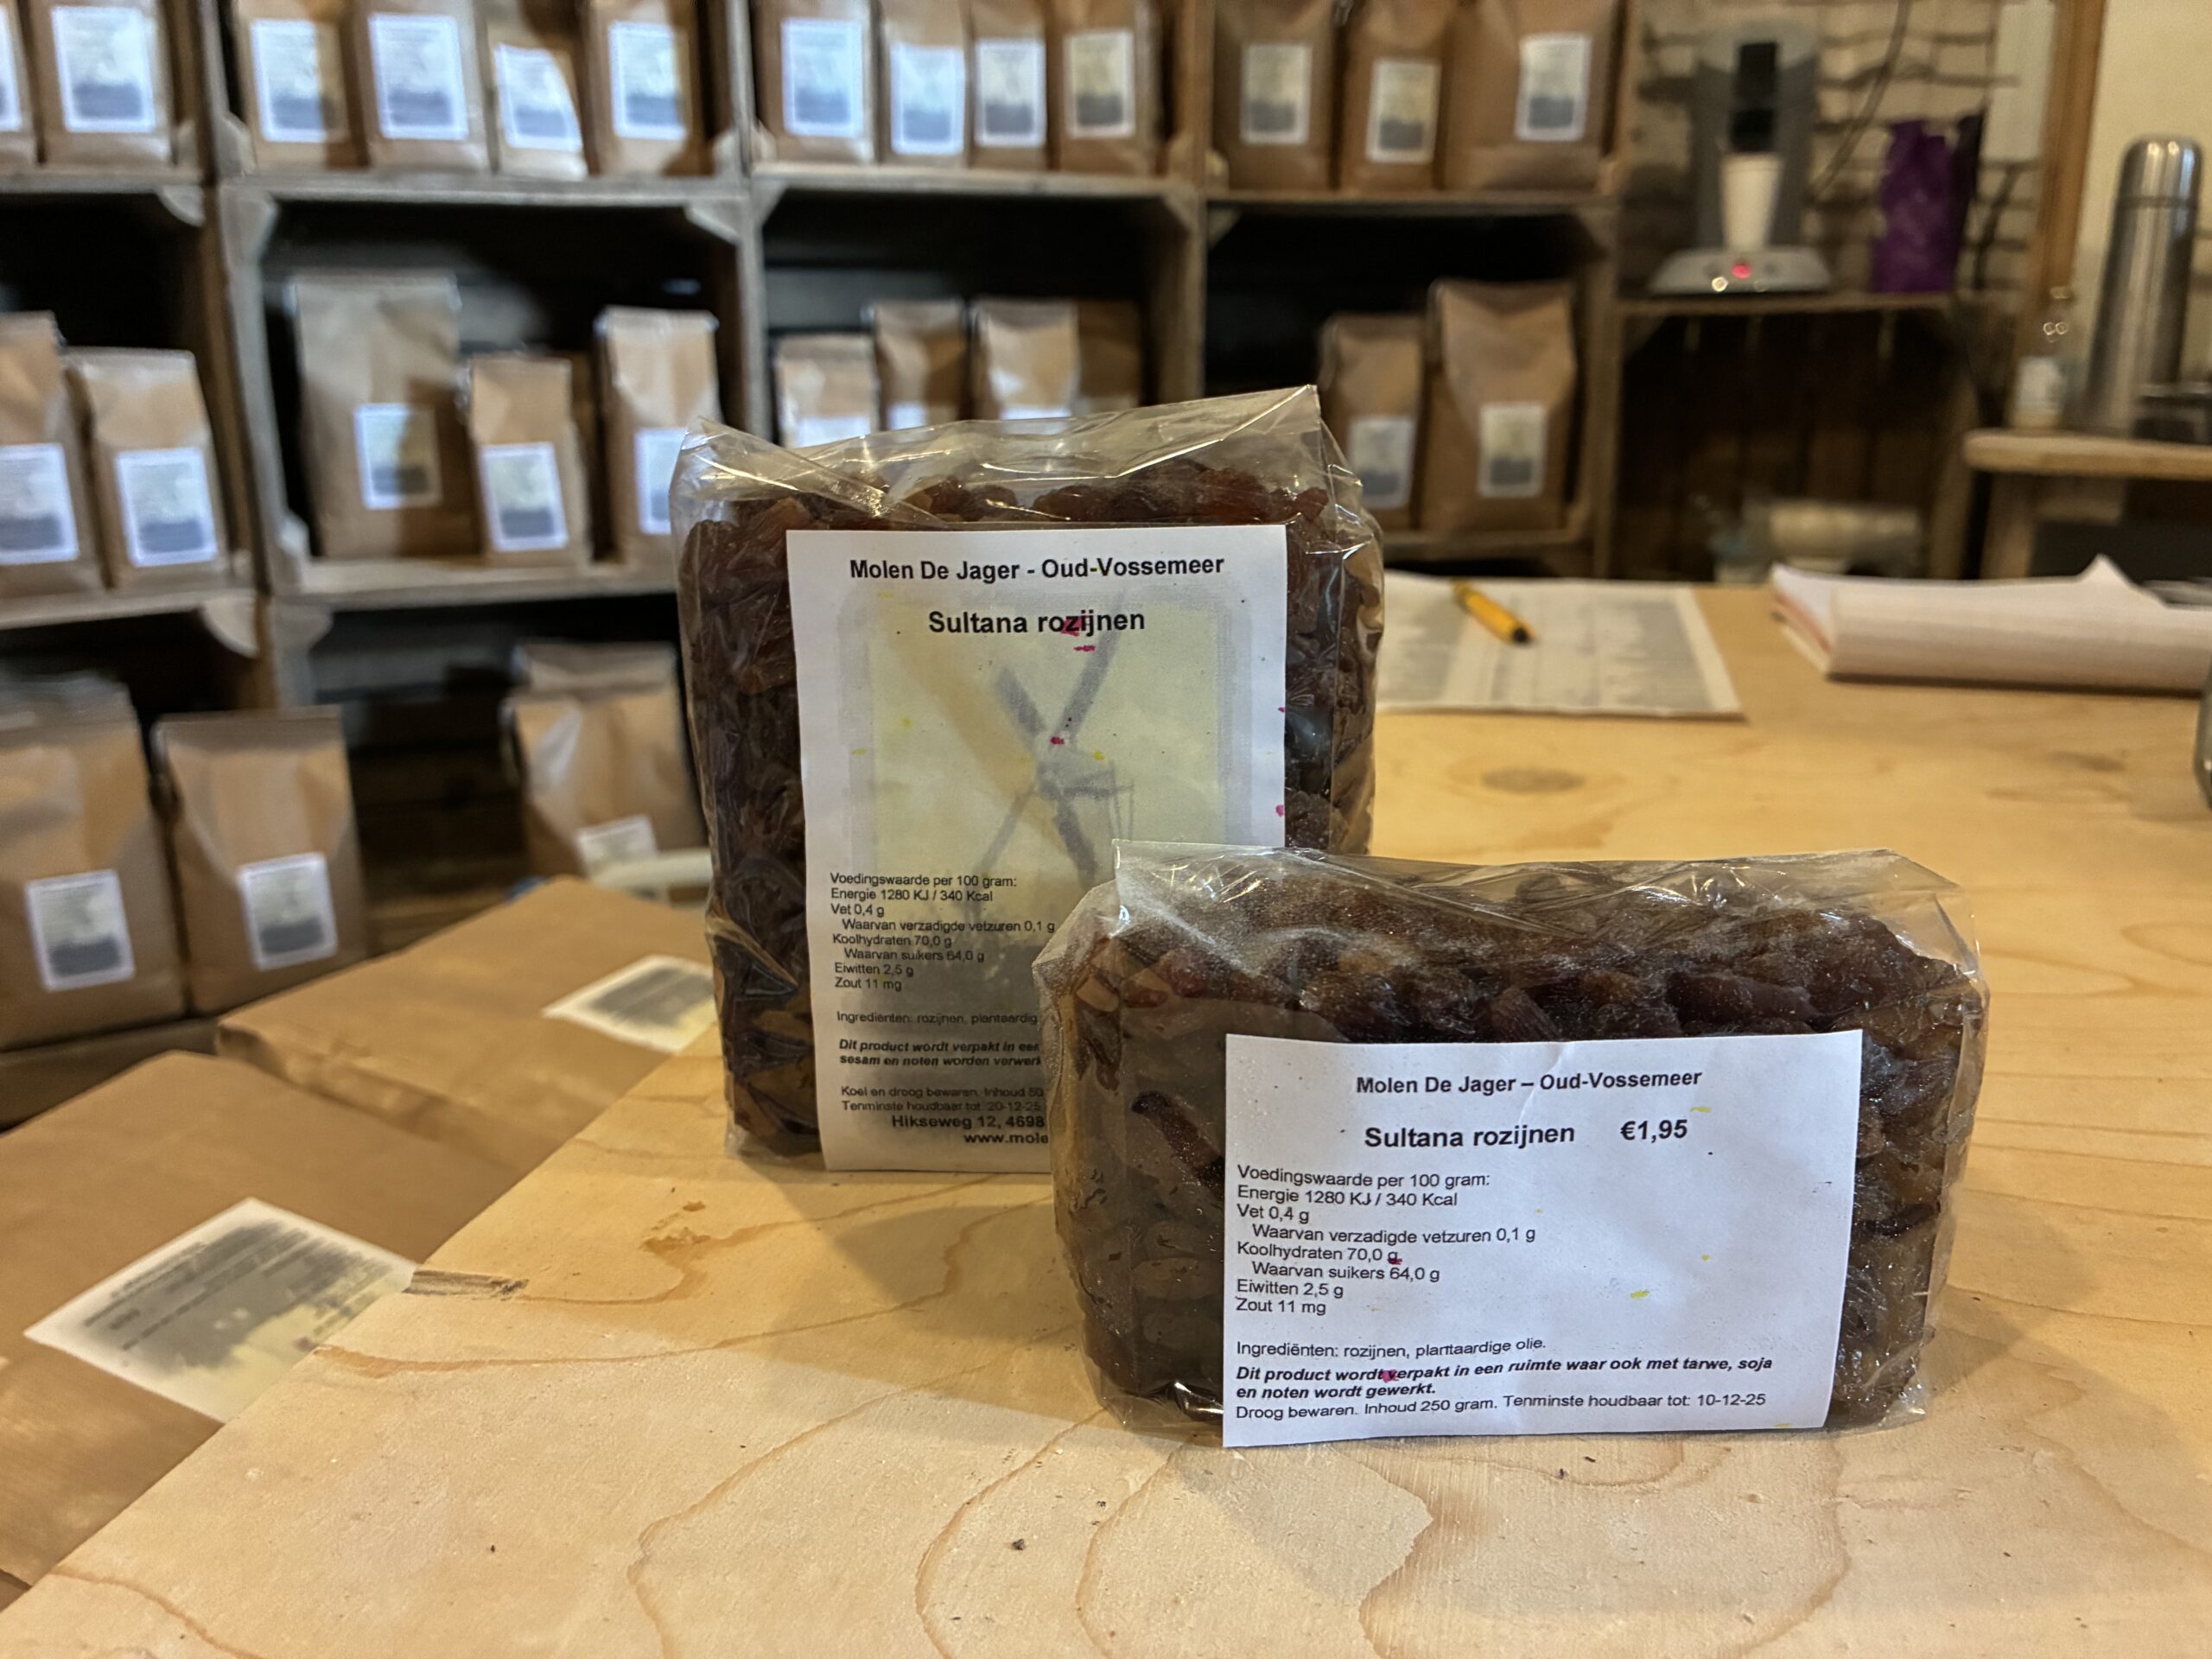 Molen De Jager - Oud-Vossemeer
Sultana rozijnen
Voedingswaarde per 100 gram:
Energie 1280 KJ / 340 Kcal
Vet 0,4 g
Waarvan verzadigde vetzuren 0,1 g
Koolhydraten 70,0 g
Waarvan suikers 64,0 g
Eiwitten 2,5 g
Zout 11 mg
Ingrediënten: rozijnen, plantaardig
Dit product wordt verpakt in een
sesam en noten worden verwerk
Koel en droog bewaren. Inhoud 50
Tenminste houdbaar tot: 20-12-25
Hikseweg 12, 4698
www.mole
Molen De Jager – Oud-Vossemeer
Sultana rozijnen €1,95
Voedingswaarde per 100 gram:
Energie 1280 KJ / 340 Kcal
Vet 0,4 g
Waarvan verzadigde vetzuren 0,1 g
Koolhydraten 70,0 g
Waarvan suikers 64,0 g
Eiwitten 2,5 g
Zout 11 mg
Ingrediënten: rozijnen, plantaardige olie.
Dit product wordt verpakt in een ruimte waar ook met tarwe, soja
en noten wordt gewerkt.
Droog bewaren. Inhoud 250 gram. Tenminste houdbaar tot: 10-12-25